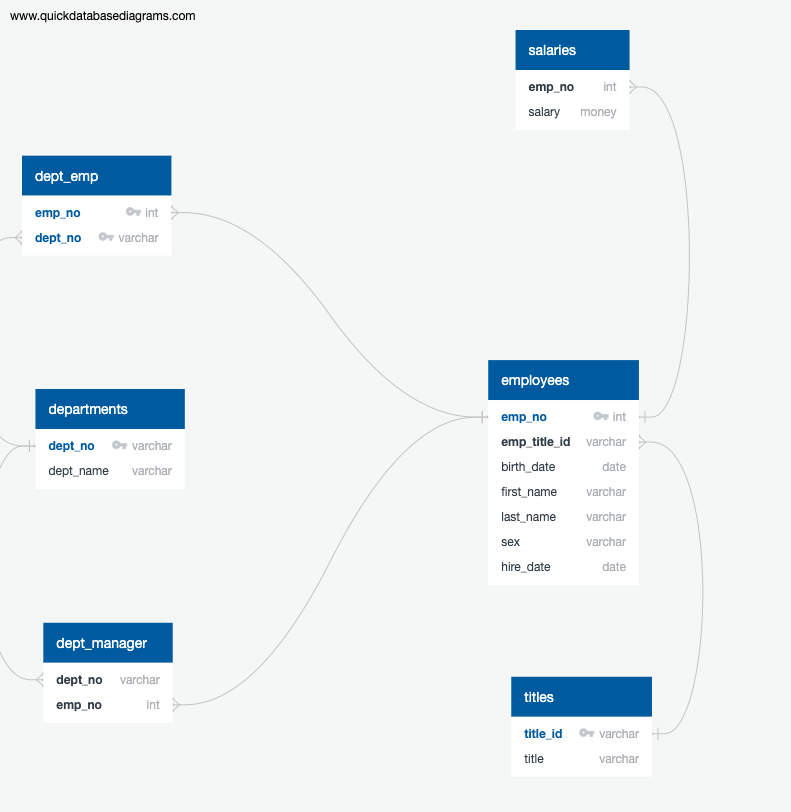 www.quickdatabasediagrams.com
salaries
emp_no int
salary money
dept_emp
emp_no int
dept_no varchar
employees
emp_no int
emp_title_id varchar
birth_date date
first_name varchar
last_name varchar
sex varchar
hire_date date
departments
dept_no varchar
dept_name varchar
dept_manager
dept_no varchar
emp_no int
titles
title_id varchar
title varchar